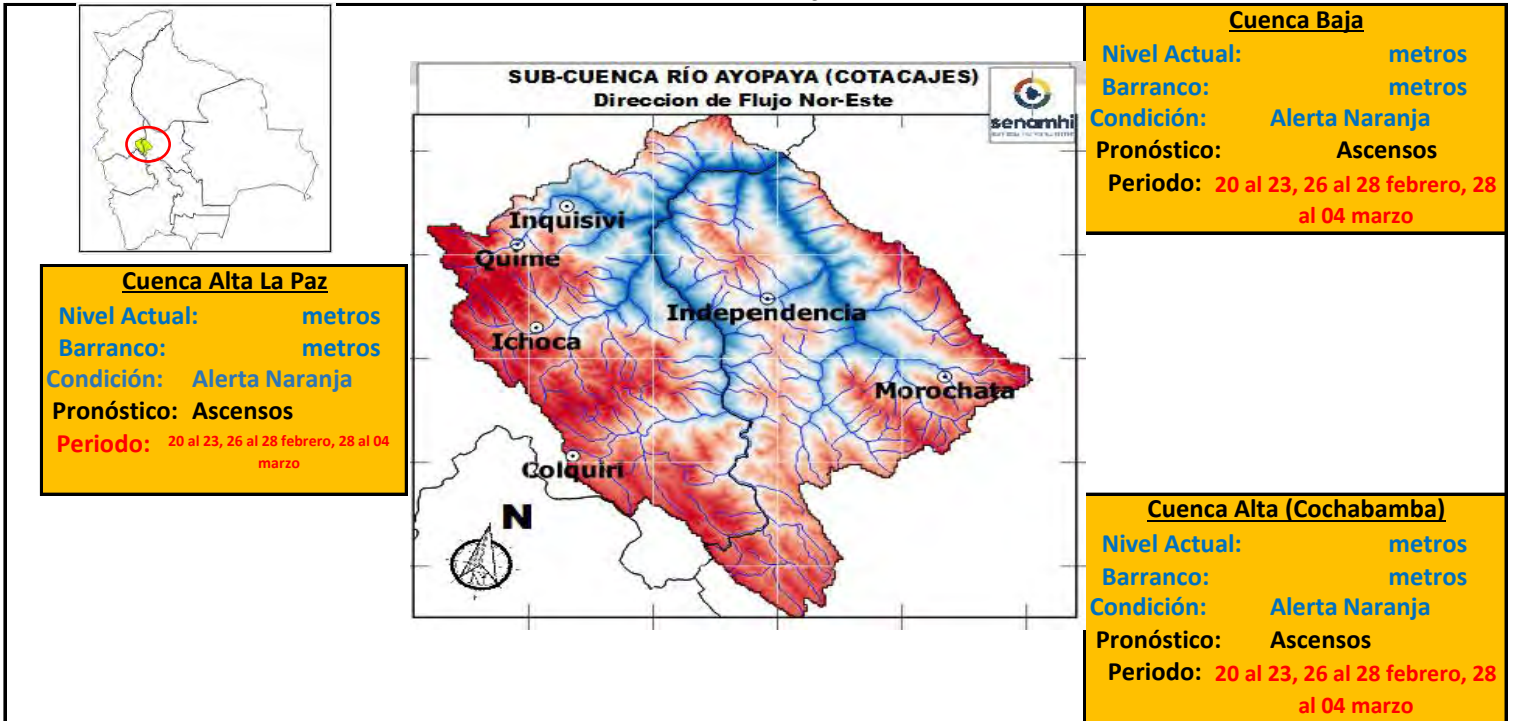 SUB-CUENCA RÍO AYOPAYA (COTACAJES)
Direccion de Flujo Nor-Este
senamhi
Inquisivi
Quime
Independencia
Ichoca
Morochata
Colquiri
N
Cuenca Alta La Paz
Nivel Actual: metros
Barranco: metros
Condición: Alerta Naranja
Pronóstico: Ascensos
Periodo: 20 al 23, 26 al 28 febrero, 28 al 04
marzo
Cuenca Baja
Nivel Actual: metros
Barranco: metros
Condición: Alerta Naranja
Pronóstico: Ascensos
Periodo: 20 al 23, 26 al 28 febrero, 28
al 04 marzo
Cuenca Alta (Cochabamba)
Nivel Actual: metros
Barranco: metros
Condición: Alerta Naranja
Pronóstico: Ascensos
Periodo: 20 al 23, 26 al 28 febrero, 28
al 04 marzo